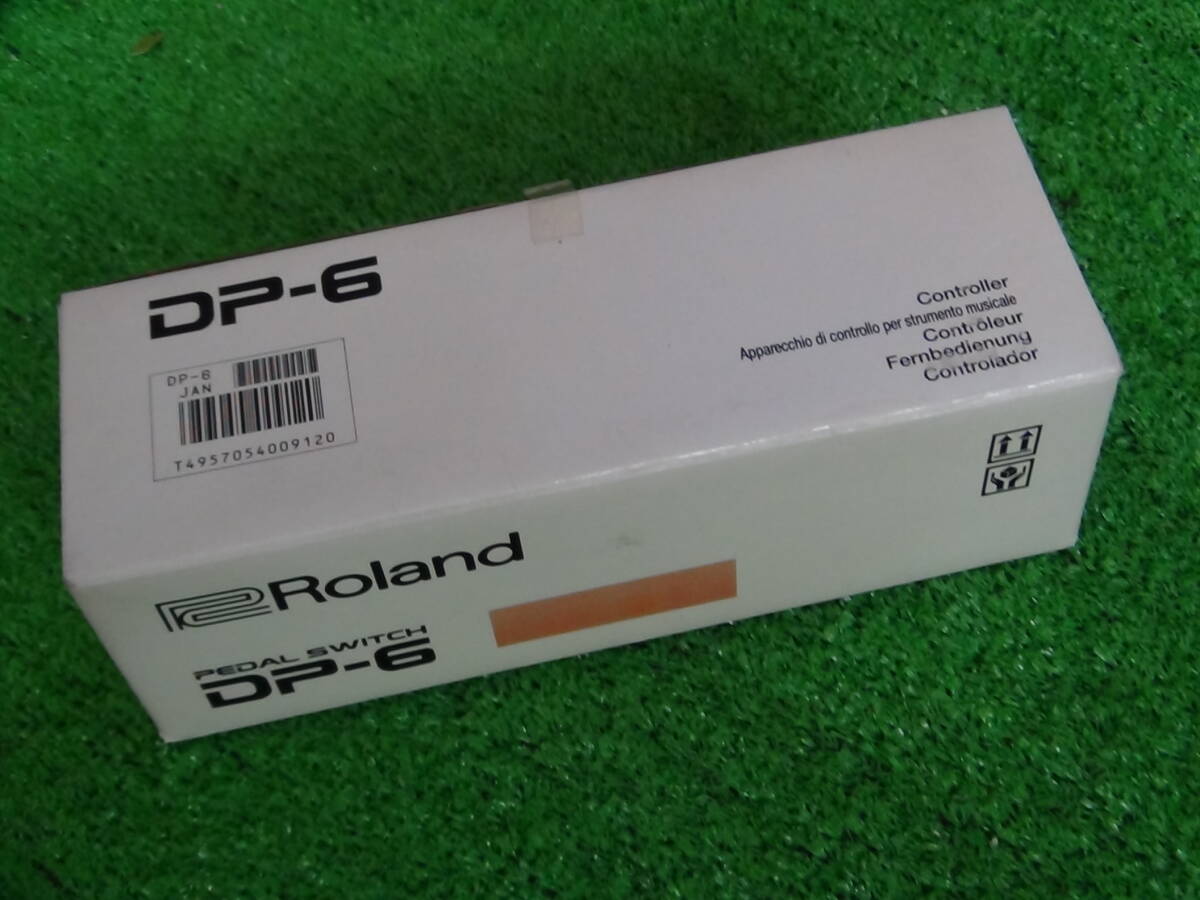 DP-6
DP-6
JAN
T4957054009120
Controller
Apparecchio di controllo per strumento musicale
Contrôleur
Fernbedienung
Controlador
Roland
PEDAL SWITCH
DP-6